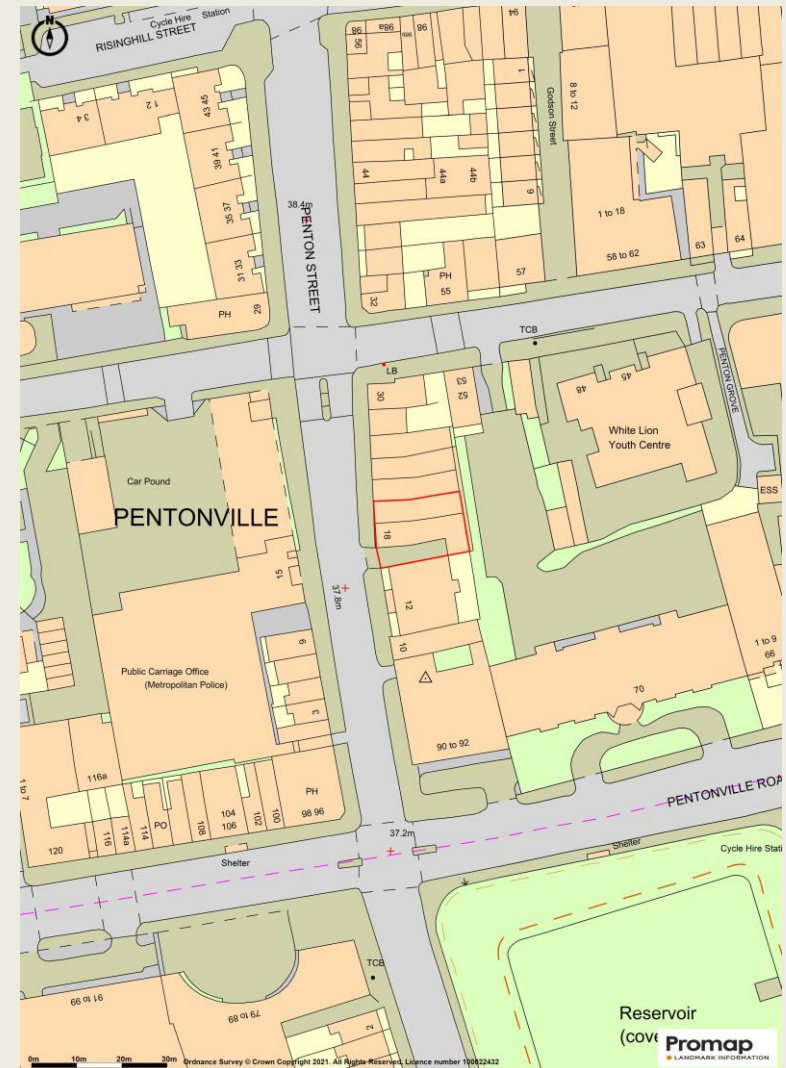 N
Cycle Hire Station
RISINGHILL STREET
98
98a
98b
98
94
96
3 4
1 2
43 45
39 41
35 37
31 33
29
PH
38.4m
PENTON STREET
44
44a
44b
1
9
Godson Street
8 to 12
1 to 18
58 to 62
63
64
32
PH
55
57
TCB
LB
30
53
52
48
45
White Lion
Youth Centre
PENTON GROVE
ESS
Car Pound
PENTONVILLE
18
15
37.8m
12
10
Public Carriage Office
(Metropolitan Police)
9
3
70
1 to 9
66
90 to 92
1 to 7
116a
120
116
114a
114
PO
108
104
106
102
100
PH
98 96
PENTONVILLE ROA
37.2m
Shelter
Shelter
Cycle Hire Stati
TCB
91 to 99
79 to 89
2
Reservoir
(cove
Promap
LANDMARK INFORMATION
0m 10m 20m 30m
Ordnance Survey © Crown Copyright 2021. All Rights Reserved. Licence number 100022432